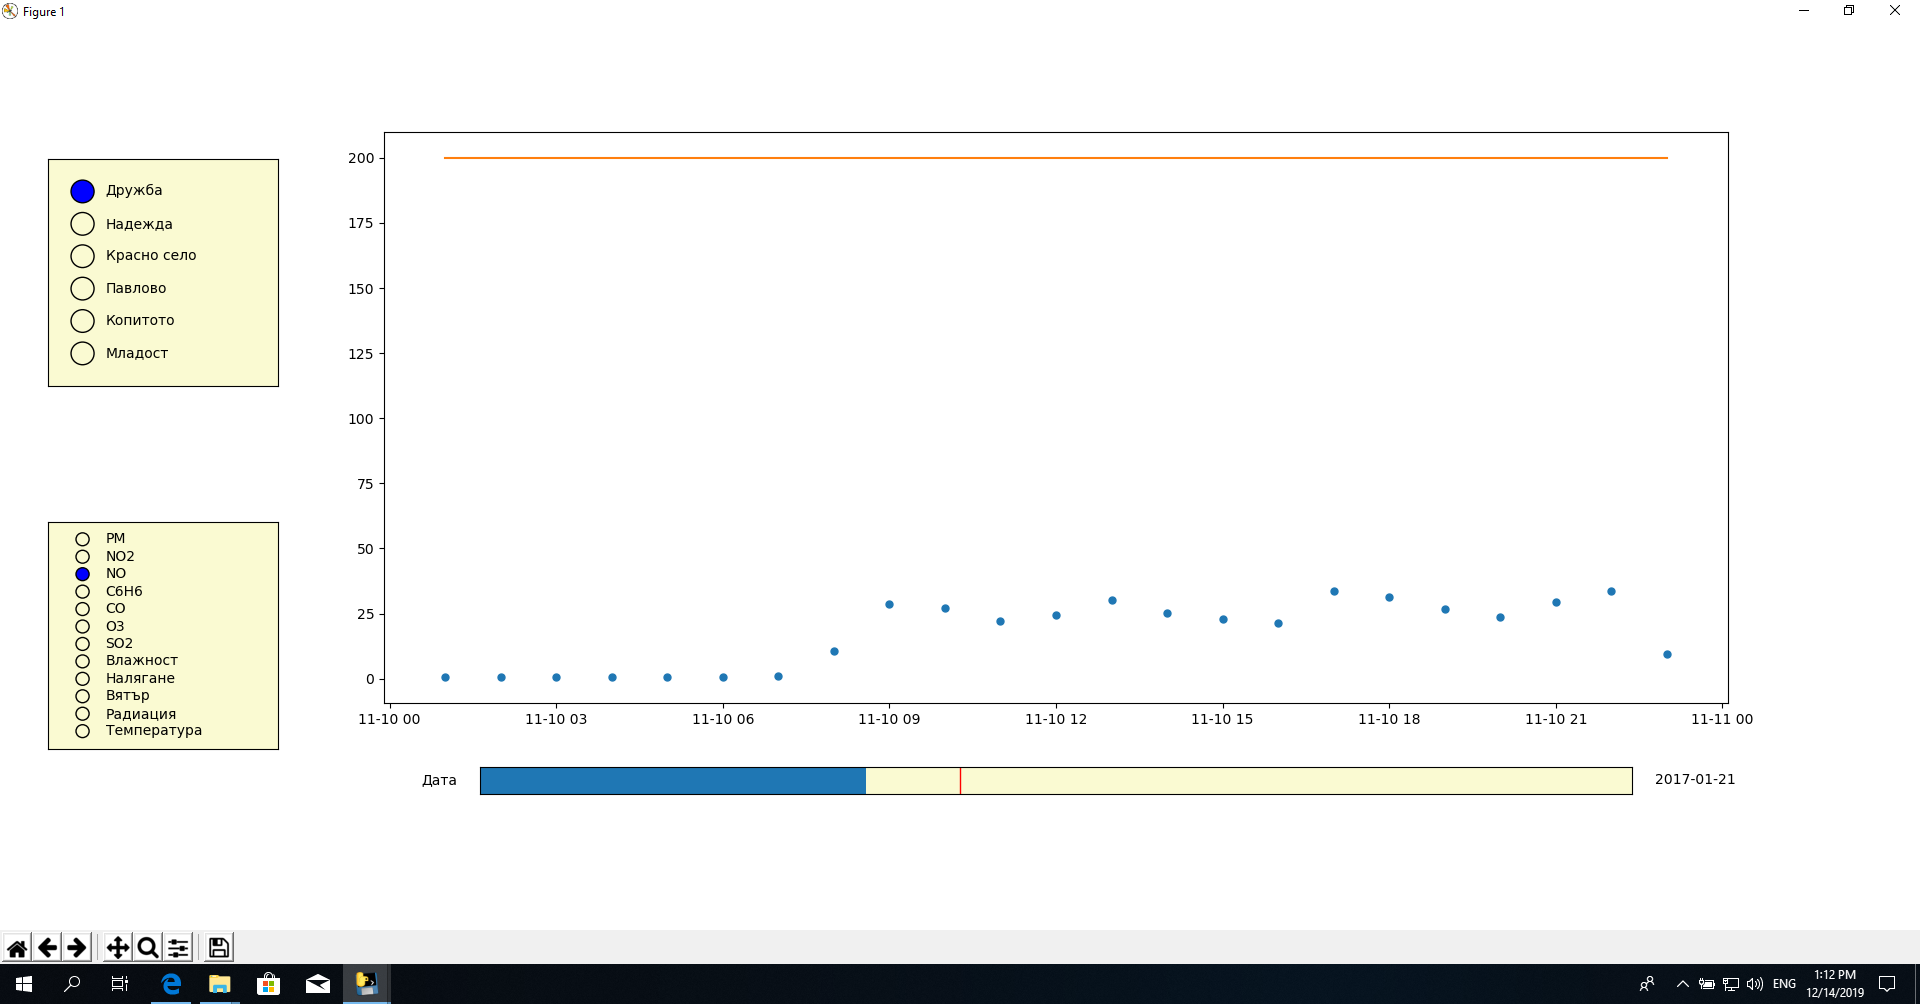 Figure 1
Дружба
Надежда
Красно село
Павлово
Копитото
Младост
PM
NO2
NO
C6H6
CO
O3
SO2
Влажност
Налягане
Вятър
Радиация
Температура
200
175
150
125
100
75
50
25
0
11-10 00
11-10 03
11-10 06
11-10 09
11-10 12
11-10 15
11-10 18
11-10 21
11-11 00
Дата
2017-01-21
ENG
1:12 PM
12/14/2019